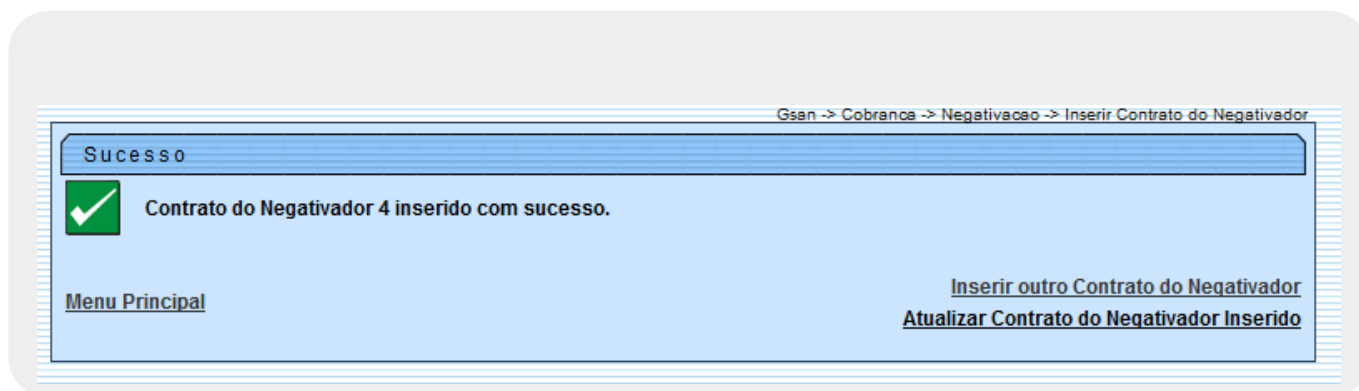 Gsan -> Cobranca -> Negativacao -> Inserir Contrato do Negativador
Sucesso
Contrato do Negativador 4 inserido com sucesso.
Inserir outro Contrato do Negativador
Menu Principal
Atualizar Contrato do Negativador Inserido